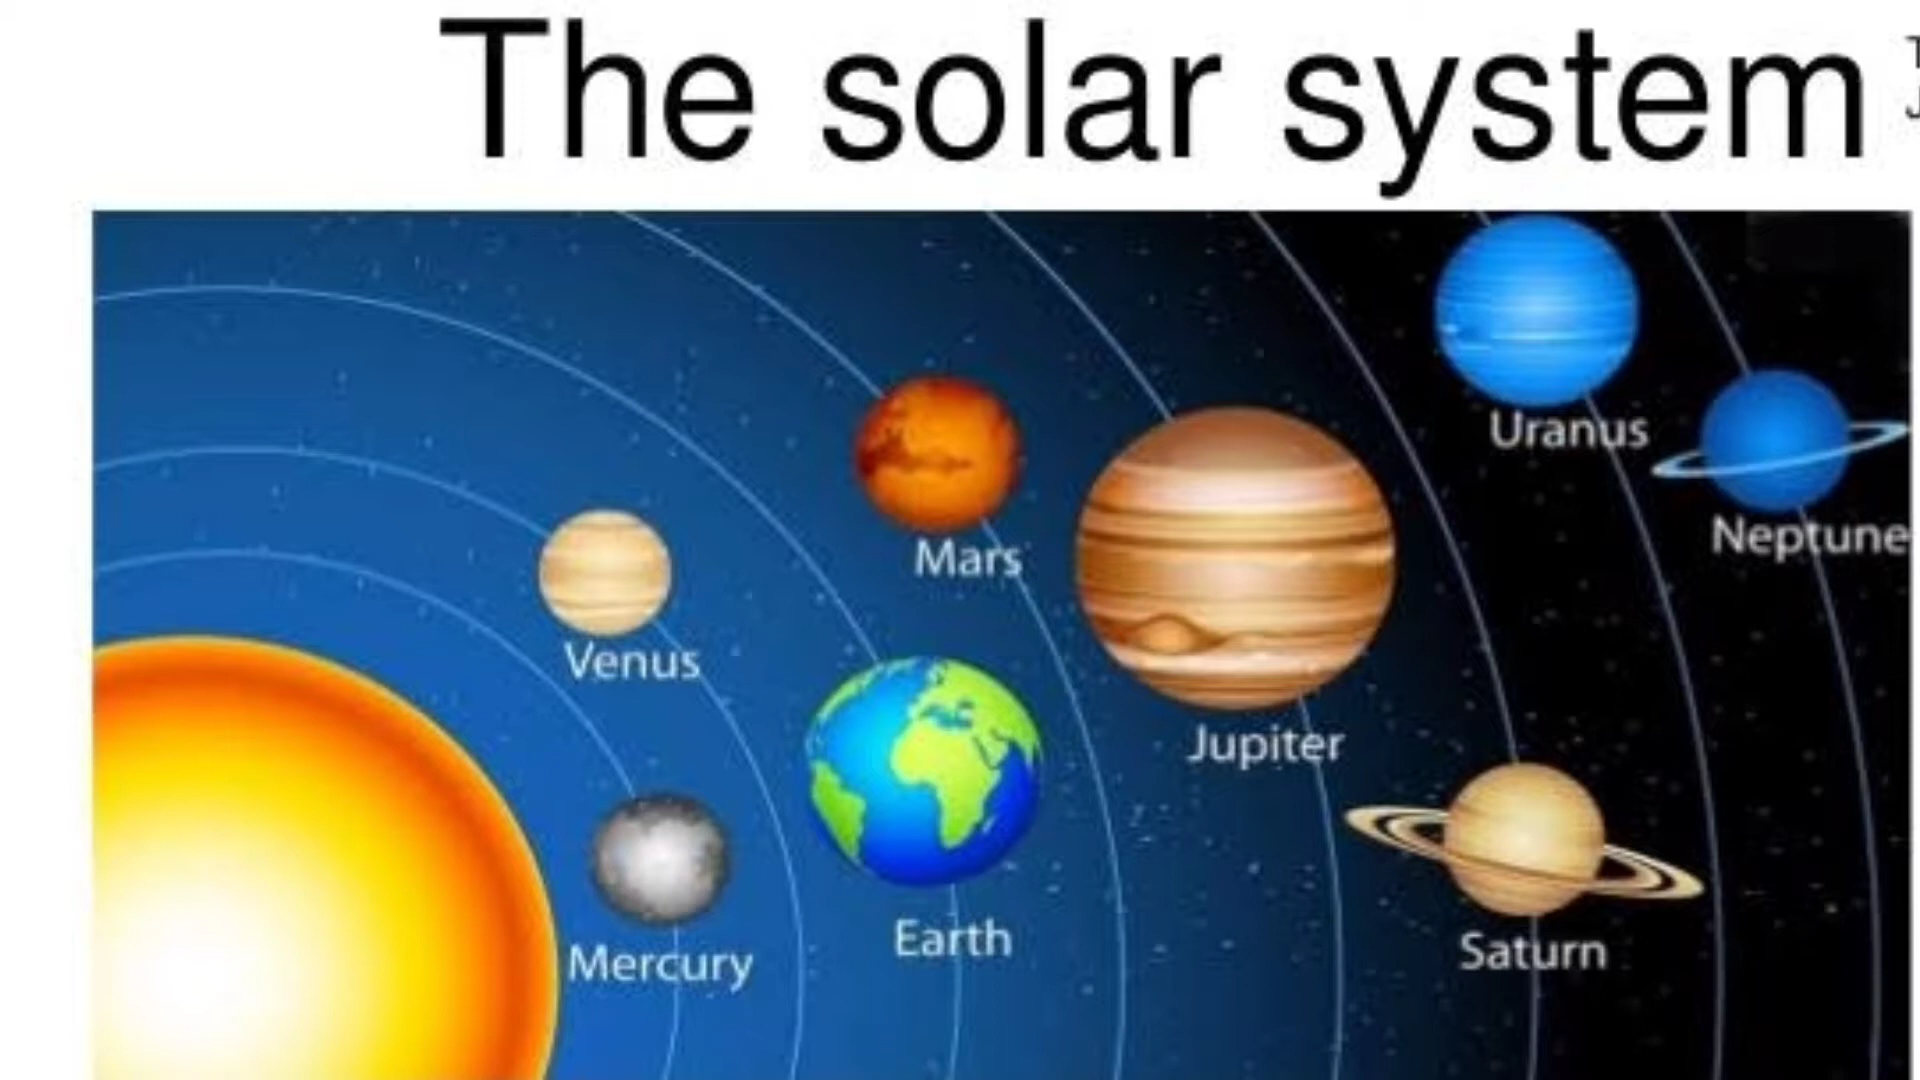 The solar system
Uranus
Neptune
Mars
Venus
Jupiter
Earth
Saturn
Mercury